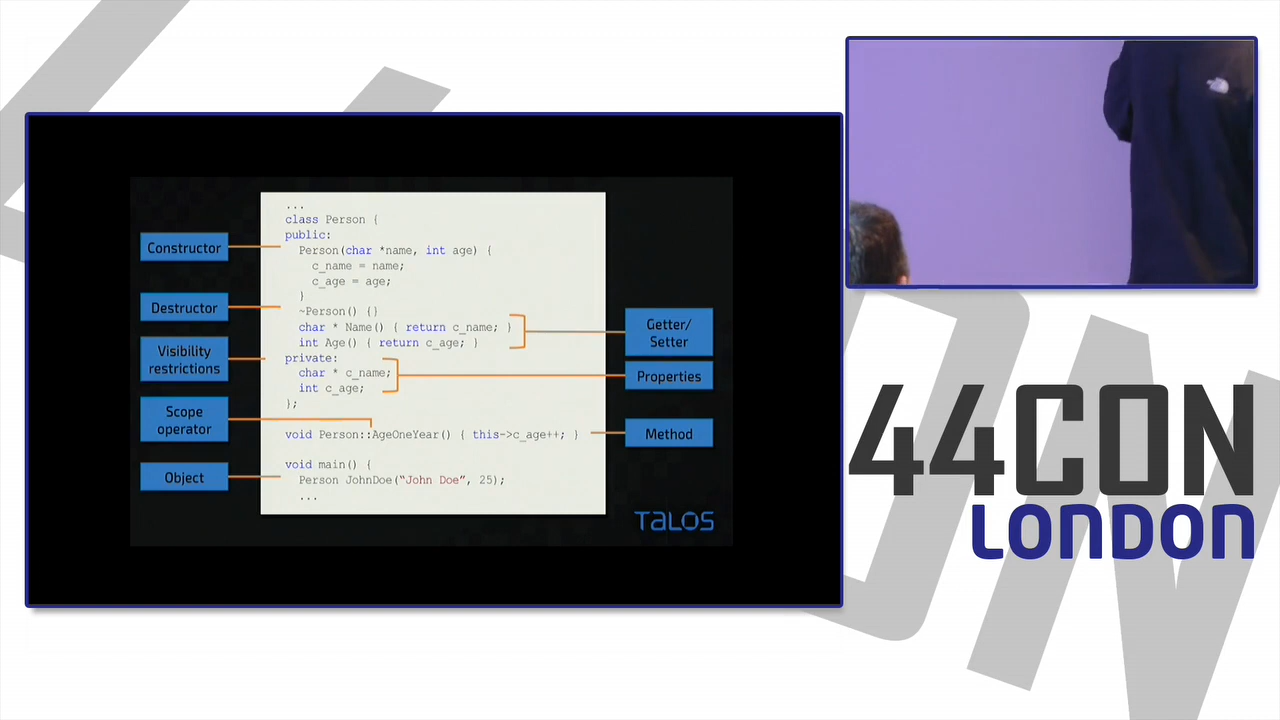 Constructor
Destructor
Visibility
restrictions
Scope
operator
Object
...
class Person {
public:
Person(char *name, int age) {
c_name = name;
c_age = age;
}
~Person() {}
char * Name() { return c_name; }
int Age() { return c_age; }
private:
char * c_name;
int c_age;
};
void Person::AgeOneYear() { this->c_age++; }
void main() {
Person JohnDoe(“John Doe”, 25);
...
Getter/
Setter
Properties
Method
TALOS
44CON
LONDON